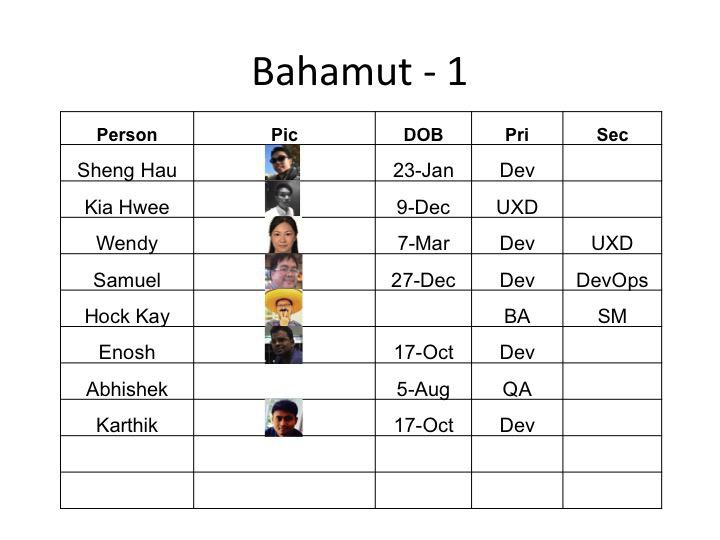 Bahamut - 1
Person Pic DOB Pri Sec
Sheng Hau 23-Jan Dev
Kia Hwee 9-Dec UXD
Wendy 7-Mar Dev UXD
Samuel 27-Dec Dev DevOps
Hock Kay BA SM
Enosh 17-Oct Dev
Abhishek 5-Aug QA
Karthik 17-Oct Dev